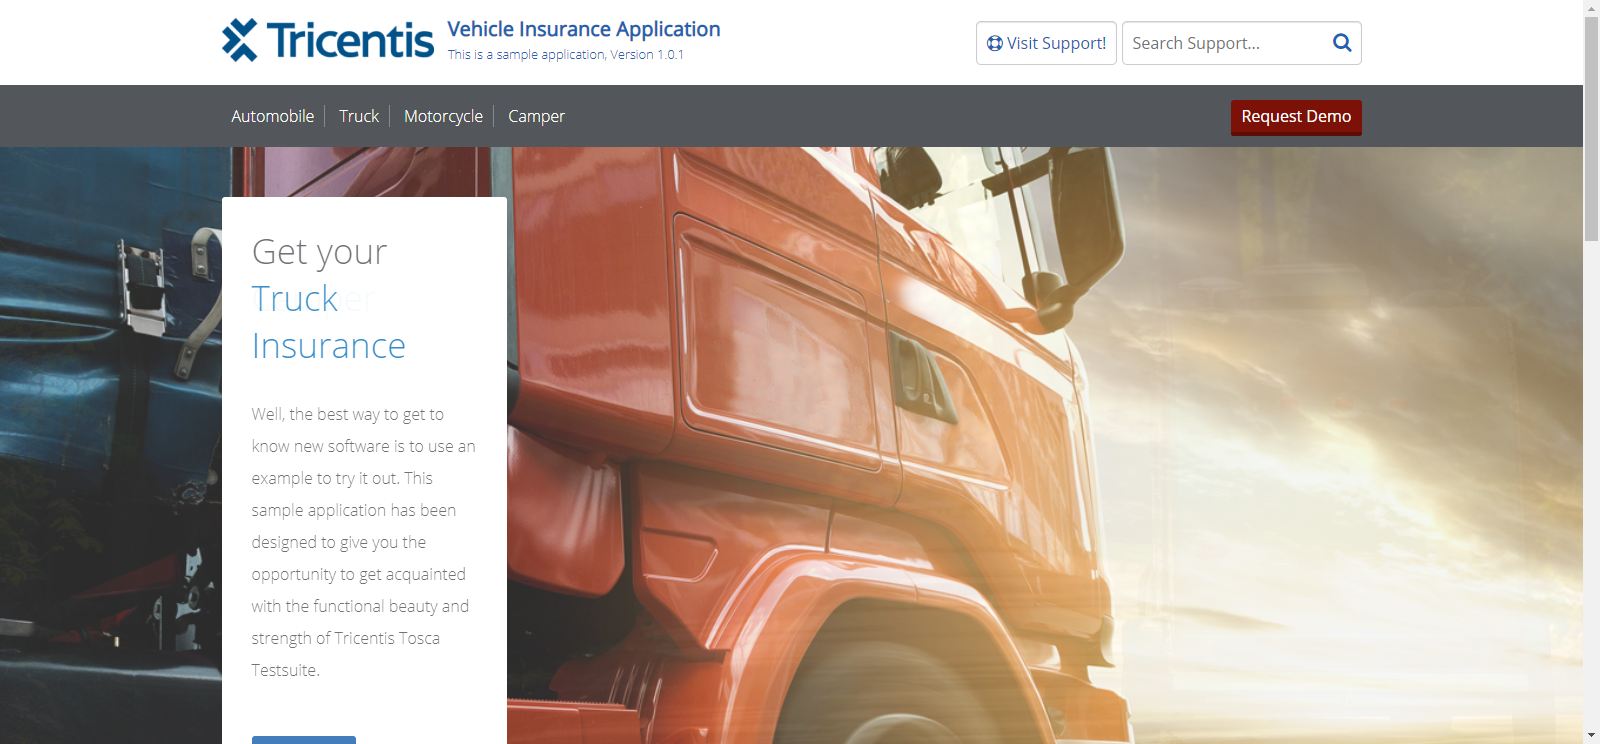 Tricentis
Vehicle Insurance Application
This is a sample application, Version 1.0.1
Visit Support!
Search Support...
Automobile
Truck
Motorcycle
Camper
Request Demo
Get your
Truck
Insurance
Well, the best way to get to
know new software is to use an
example to try it out. This
sample application has been
designed to give you the
opportunity to get acquainted
with the functional beauty and
strength of Tricentis Tosca
Testsuite.